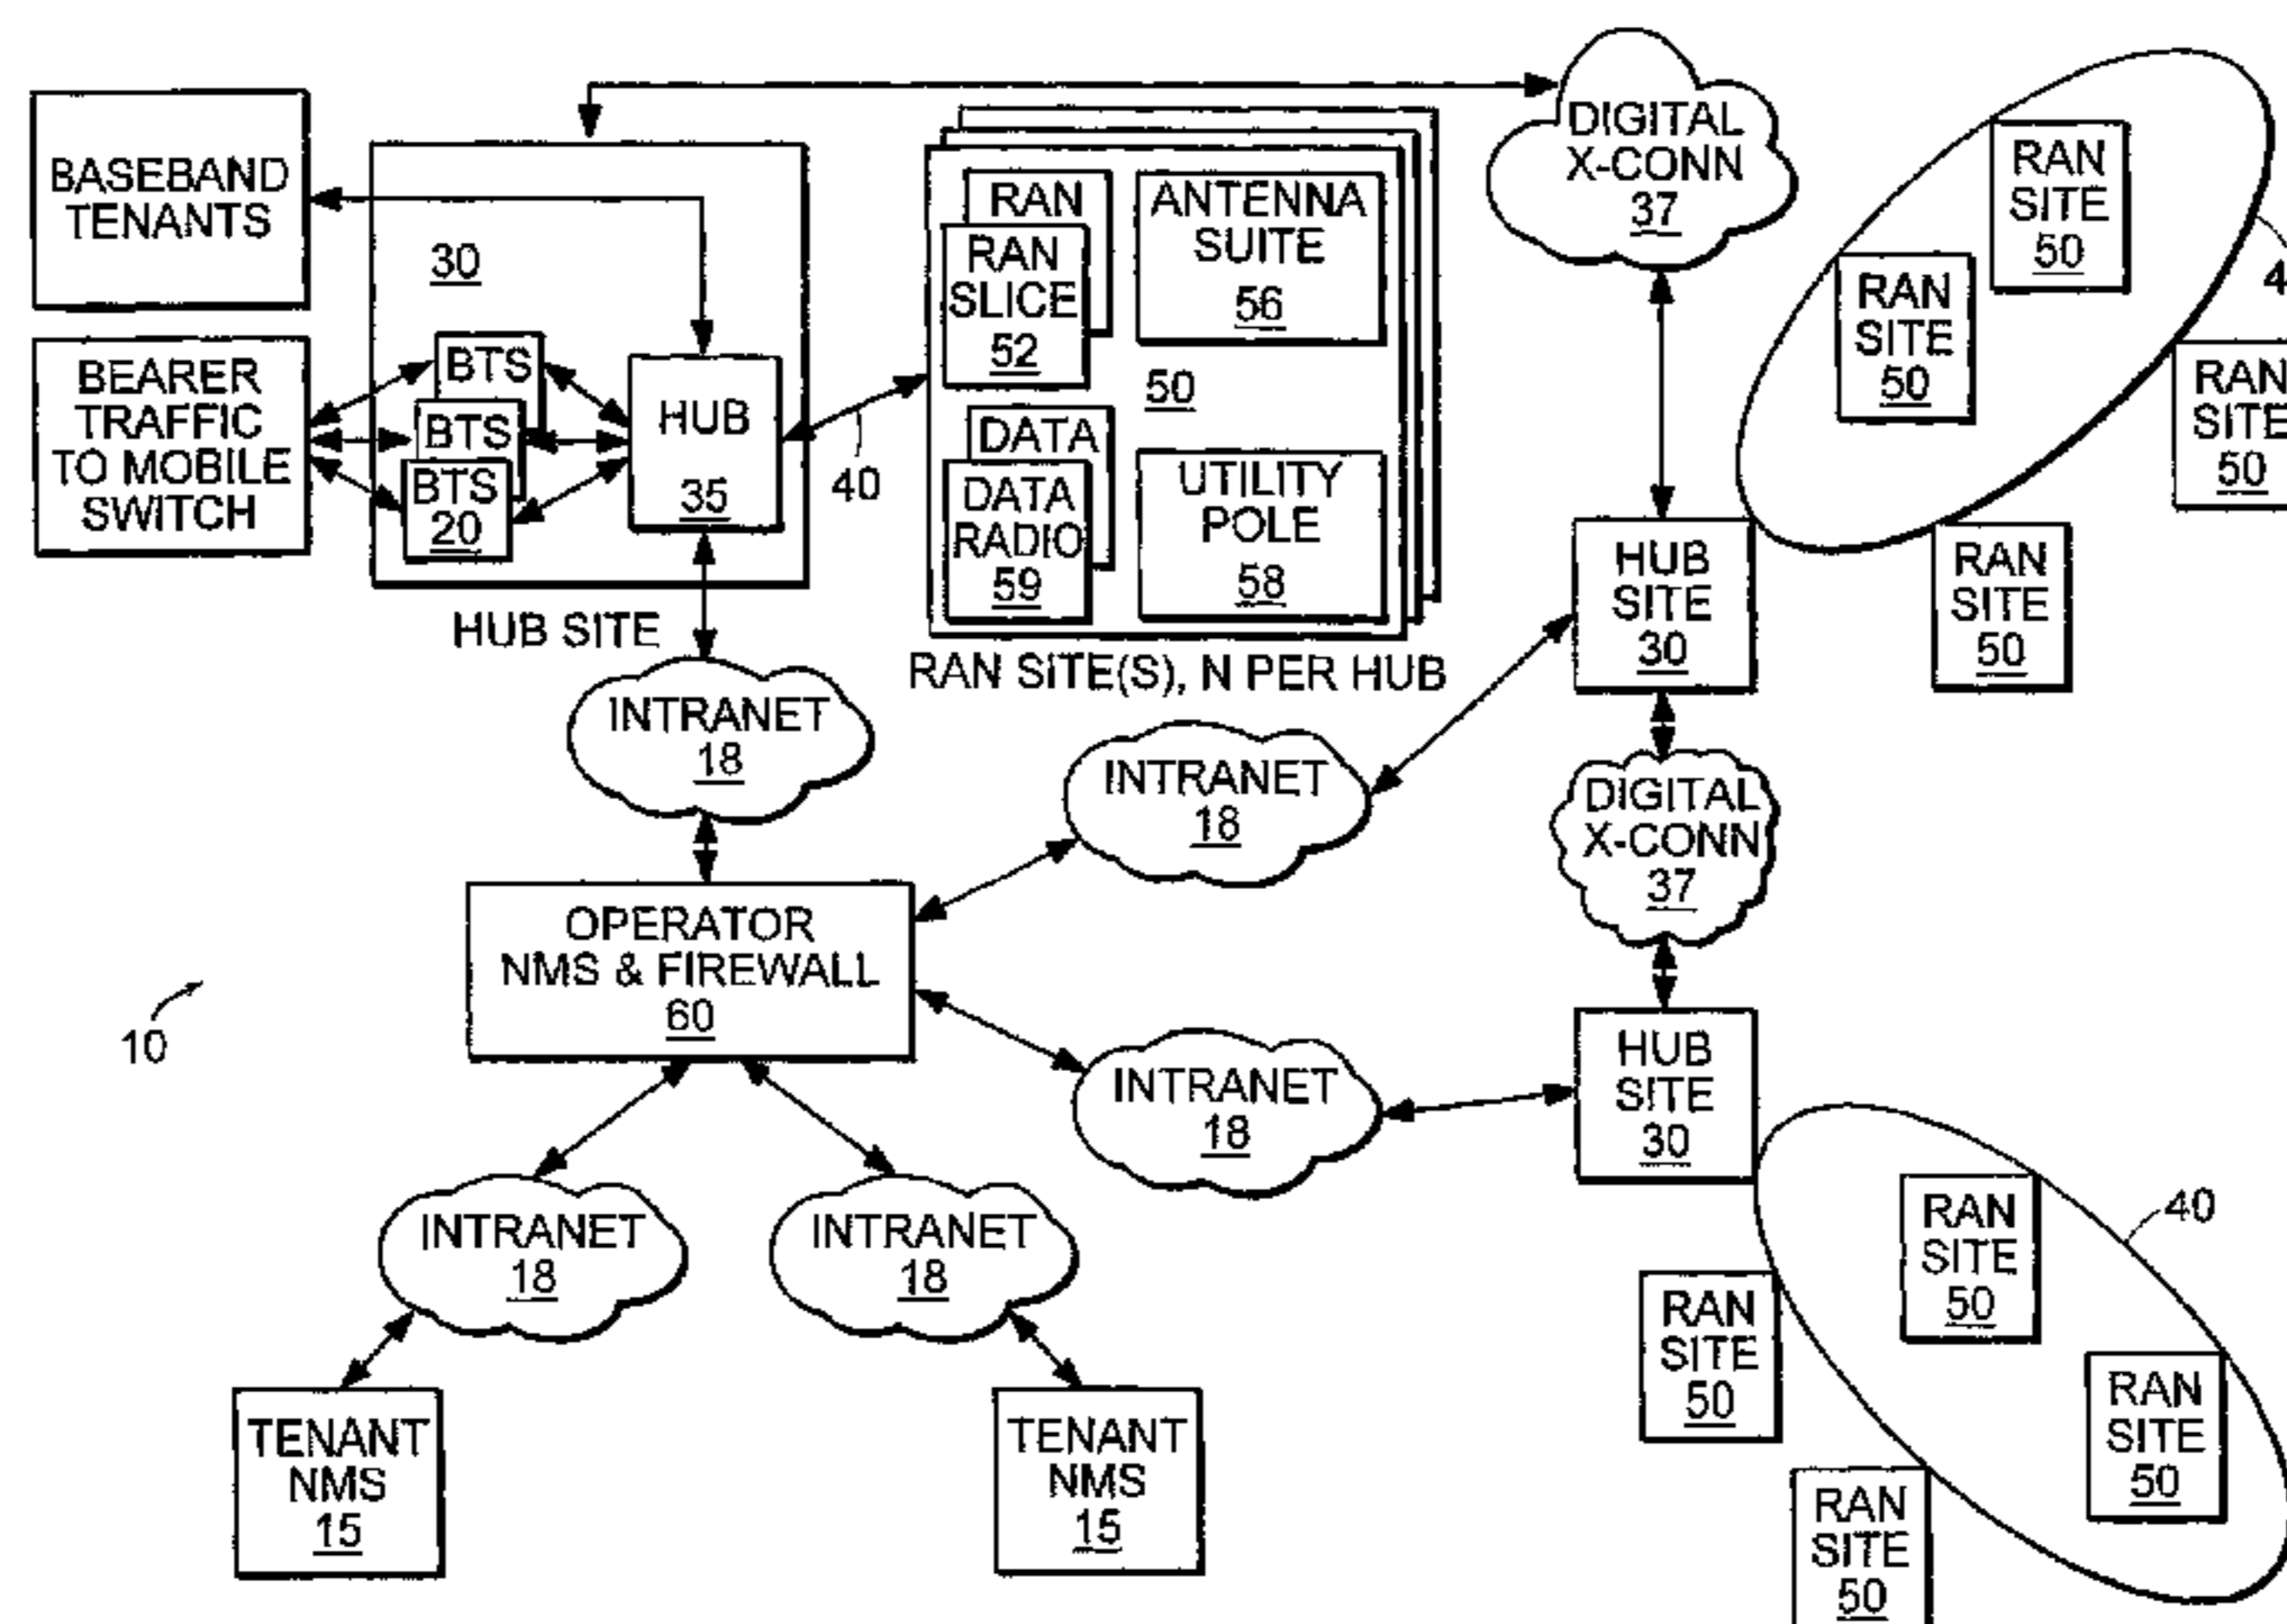 BASEBAND
TENANTS
BEARER
TRAFFIC
TO MOBILE
SWITCH
30
BTS
BTS
BTS
20
HUB
35
HUB SITE
40
RAN
RAN
SLICE
52
ANTENNA
SUITE
56
50
DATA
DATA
RADIO
59
UTILITY
POLE
58
RAN SITE(S), N PER HUB
DIGITAL
X-CONN
37
RAN
SITE
50
RAN
SITE
50
RAN
SITE
50
RAN
SITE
50
HUB
SITE
30
INTRANET
18
INTRANET
18
DIGITAL
X-CONN
37
OPERATOR
NMS & FIREWALL
60
10
INTRANET
18
HUB
SITE
30
INTRANET
18
INTRANET
18
40
RAN
SITE
50
RAN
SITE
50
RAN
SITE
50
RAN
SITE
50
TENANT
NMS
15
TENANT
NMS
15